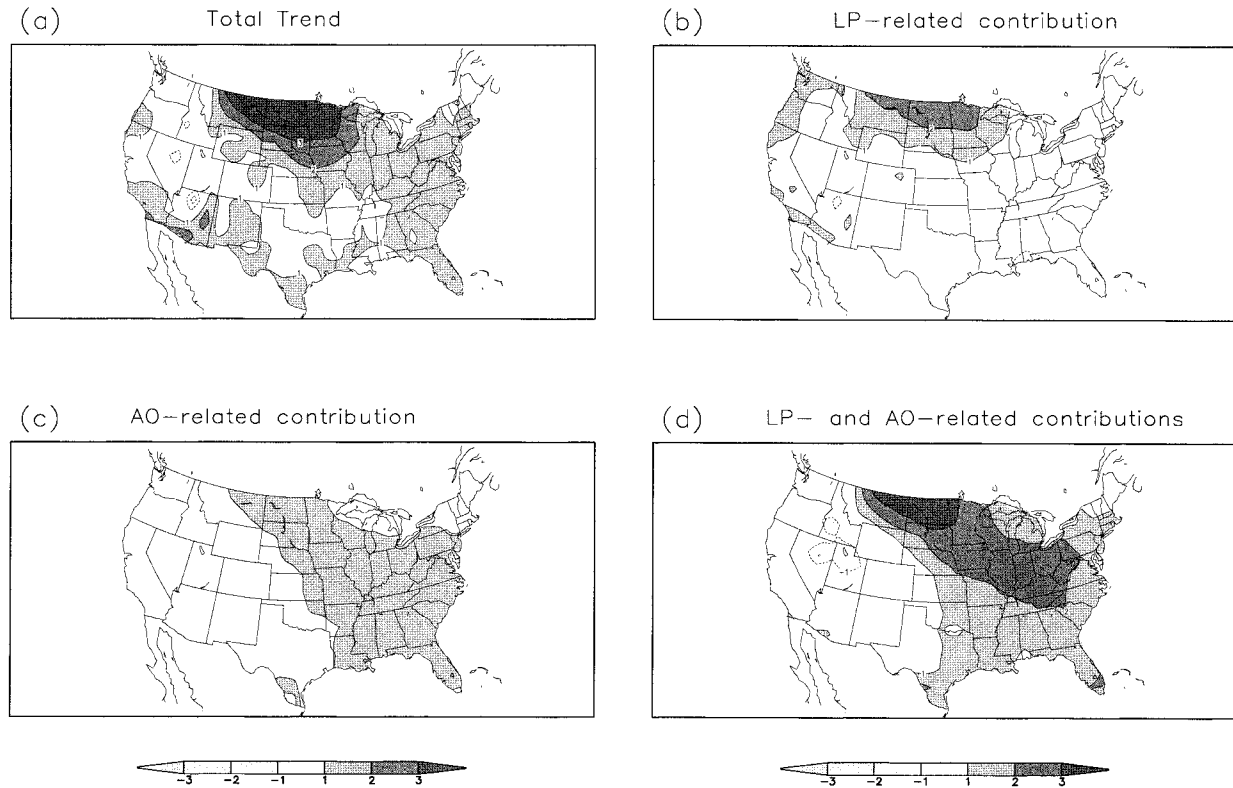 (a) Total Trend
(b) LP-related contribution
(c) AO-related contribution
(d) LP- and AO-related contributions
-3 -2 -1 1 2 3
-3 -2 -1 1 2 3